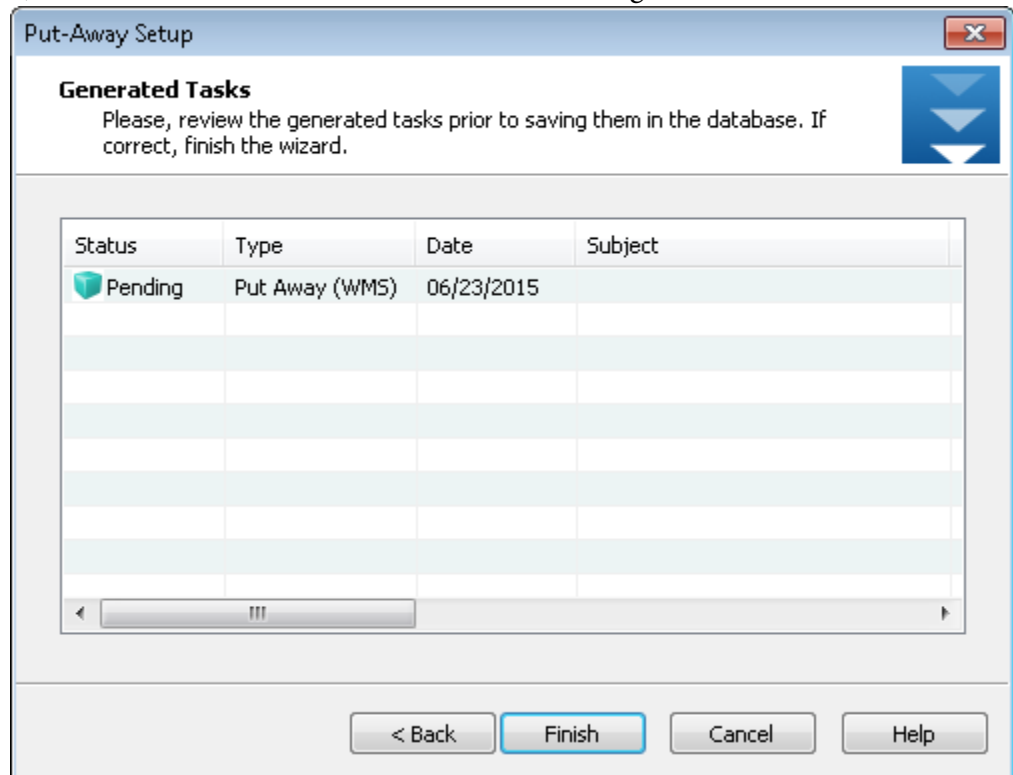 Put-Away Setup
Generated Tasks
Please, review the generated tasks prior to saving them in the database. If
correct, finish the wizard.
Status Type Date Subject
Pending Put Away (WMS) 06/23/2015
< Back Finish Cancel Help